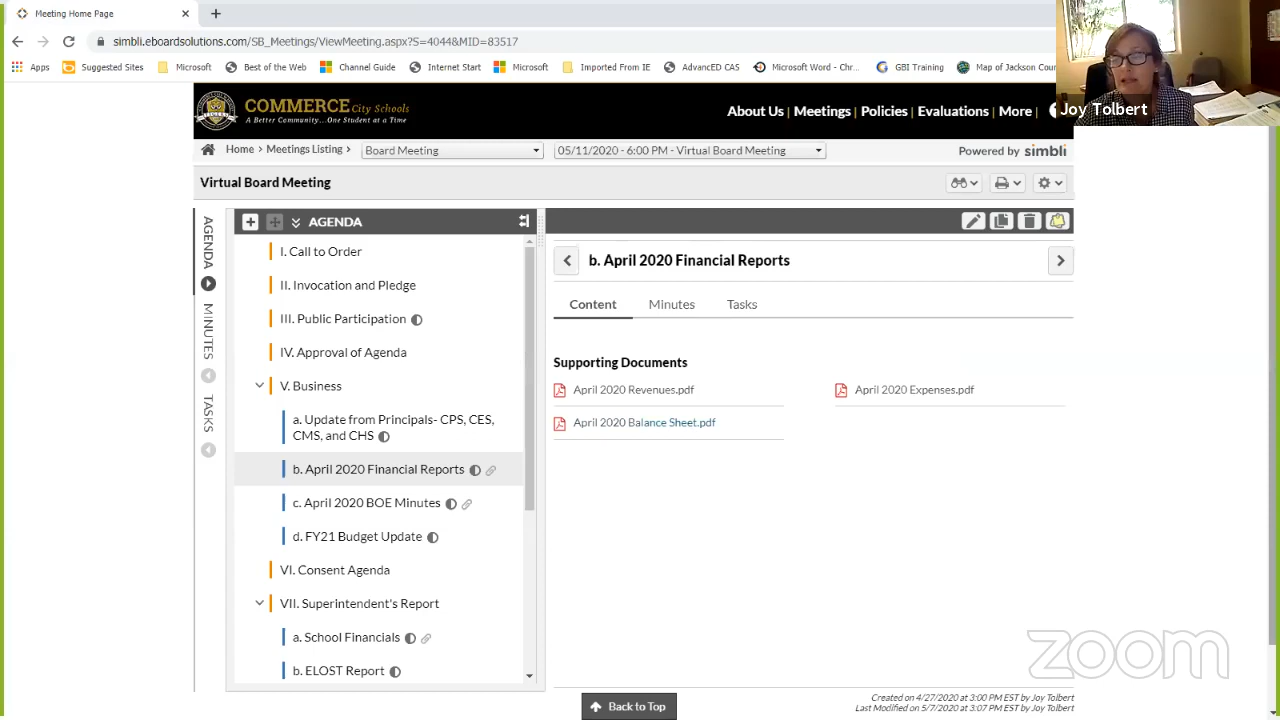 Meeting Home Page
simbli.eboardsolutions.com/SB_Meetings/ViewMeeting.aspx?S=4044&MID=83517
Apps
Suggested Sites
Microsoft
Best of the Web
Channel Guide
Internet Start
Microsoft
Imported From IE
AdvancED CAS
Microsoft Word - Chr...
GBI Training
Map of Jackson Coun
Joy Tolbert
COMMERCE City Schools
A Better Community...One Student at a Time
About Us | Meetings | Policies | Evaluations | More |
Home > Meetings Listing >
Board Meeting
05/11/2020 - 6:00 PM - Virtual Board Meeting
Powered by simbli
Virtual Board Meeting
AGENDA
MINUTES
TASKS
AGENDA
I. Call to Order
II. Invocation and Pledge
III. Public Participation
IV. Approval of Agenda
V. Business
a. Update from Principals- CPS, CES,
CMS, and CHS
b. April 2020 Financial Reports
c. April 2020 BOE Minutes
d. FY21 Budget Update
VI. Consent Agenda
VII. Superintendent's Report
a. School Financials
b. ELOST Report
b. April 2020 Financial Reports
Content
Minutes
Tasks
Supporting Documents
April 2020 Revenues.pdf
April 2020 Expenses.pdf
April 2020 Balance Sheet.pdf
zoom
Back to Top
Created on 4/27/2020 at 3:00 PM EST by Joy Tolbert
Last Modified on 5/7/2020 at 3:07 PM EST by Joy Tolbert